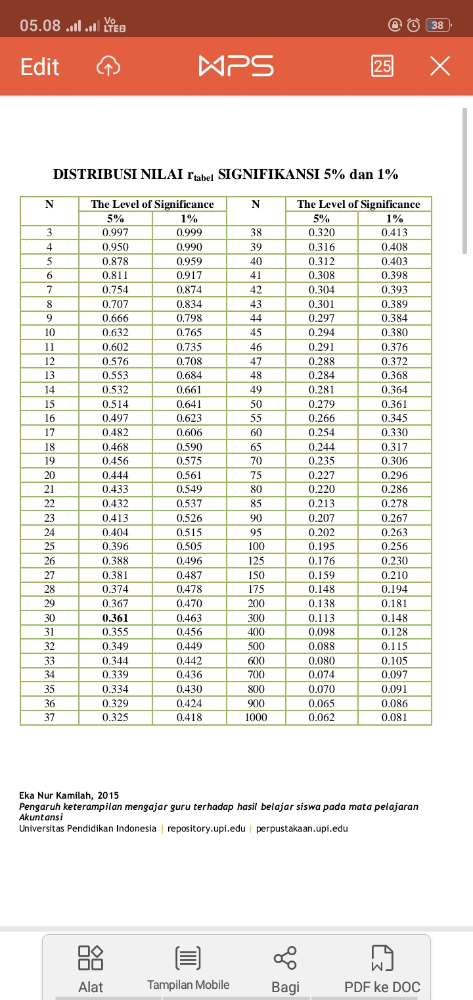 05.08 Vo LTE2 38
Edit WPS 25
DISTRIBUSI NILAI rtabel SIGNIFIKANSI 5% dan 1%
N The Level of Significance N The Level of Significance
5% 1% 5% 1%
3 0.997 0.999 38 0.320 0.413
4 0.950 0.990 39 0.316 0.408
5 0.878 0.959 40 0.312 0.403
6 0.811 0.917 41 0.308 0.398
7 0.754 0.874 42 0.304 0.393
8 0.707 0.834 43 0.301 0.389
9 0.666 0.798 44 0.297 0.384
10 0.632 0.765 45 0.294 0.380
11 0.602 0.735 46 0.291 0.376
12 0.576 0.708 47 0.288 0.372
13 0.553 0.684 48 0.284 0.368
14 0.532 0.661 49 0.281 0.364
15 0.514 0.641 50 0.279 0.361
16 0.497 0.623 55 0.266 0.345
17 0.482 0.606 60 0.254 0.330
18 0.468 0.590 65 0.244 0.317
19 0.456 0.575 70 0.235 0.306
20 0.444 0.561 75 0.227 0.296
21 0.433 0.549 80 0.220 0.286
22 0.432 0.537 85 0.213 0.278
23 0.413 0.526 90 0.207 0.267
24 0.404 0.515 95 0.202 0.263
25 0.396 0.505 100 0.195 0.256
26 0.388 0.496 125 0.176 0.230
27 0.381 0.487 150 0.159 0.210
28 0.374 0.478 175 0.148 0.194
29 0.367 0.470 200 0.138 0.181
30 0.361 0.463 300 0.113 0.148
31 0.355 0.456 400 0.098 0.128
32 0.349 0.449 500 0.088 0.115
33 0.344 0.442 600 0.080 0.105
34 0.339 0.436 700 0.074 0.097
35 0.334 0.430 800 0.070 0.091
36 0.329 0.424 900 0.065 0.086
37 0.325 0.418 1000 0.062 0.081
Eka Nur Kamilah, 2015
Pengaruh keterampilan mengajar guru terhadap hasil belajar siswa pada mata pelajaran
Akuntansi
Universitas Pendidikan Indonesia | repository.upi.edu | perpustakaan.upi.edu
Alat Tampilan Mobile Bagi PDF ke DOC